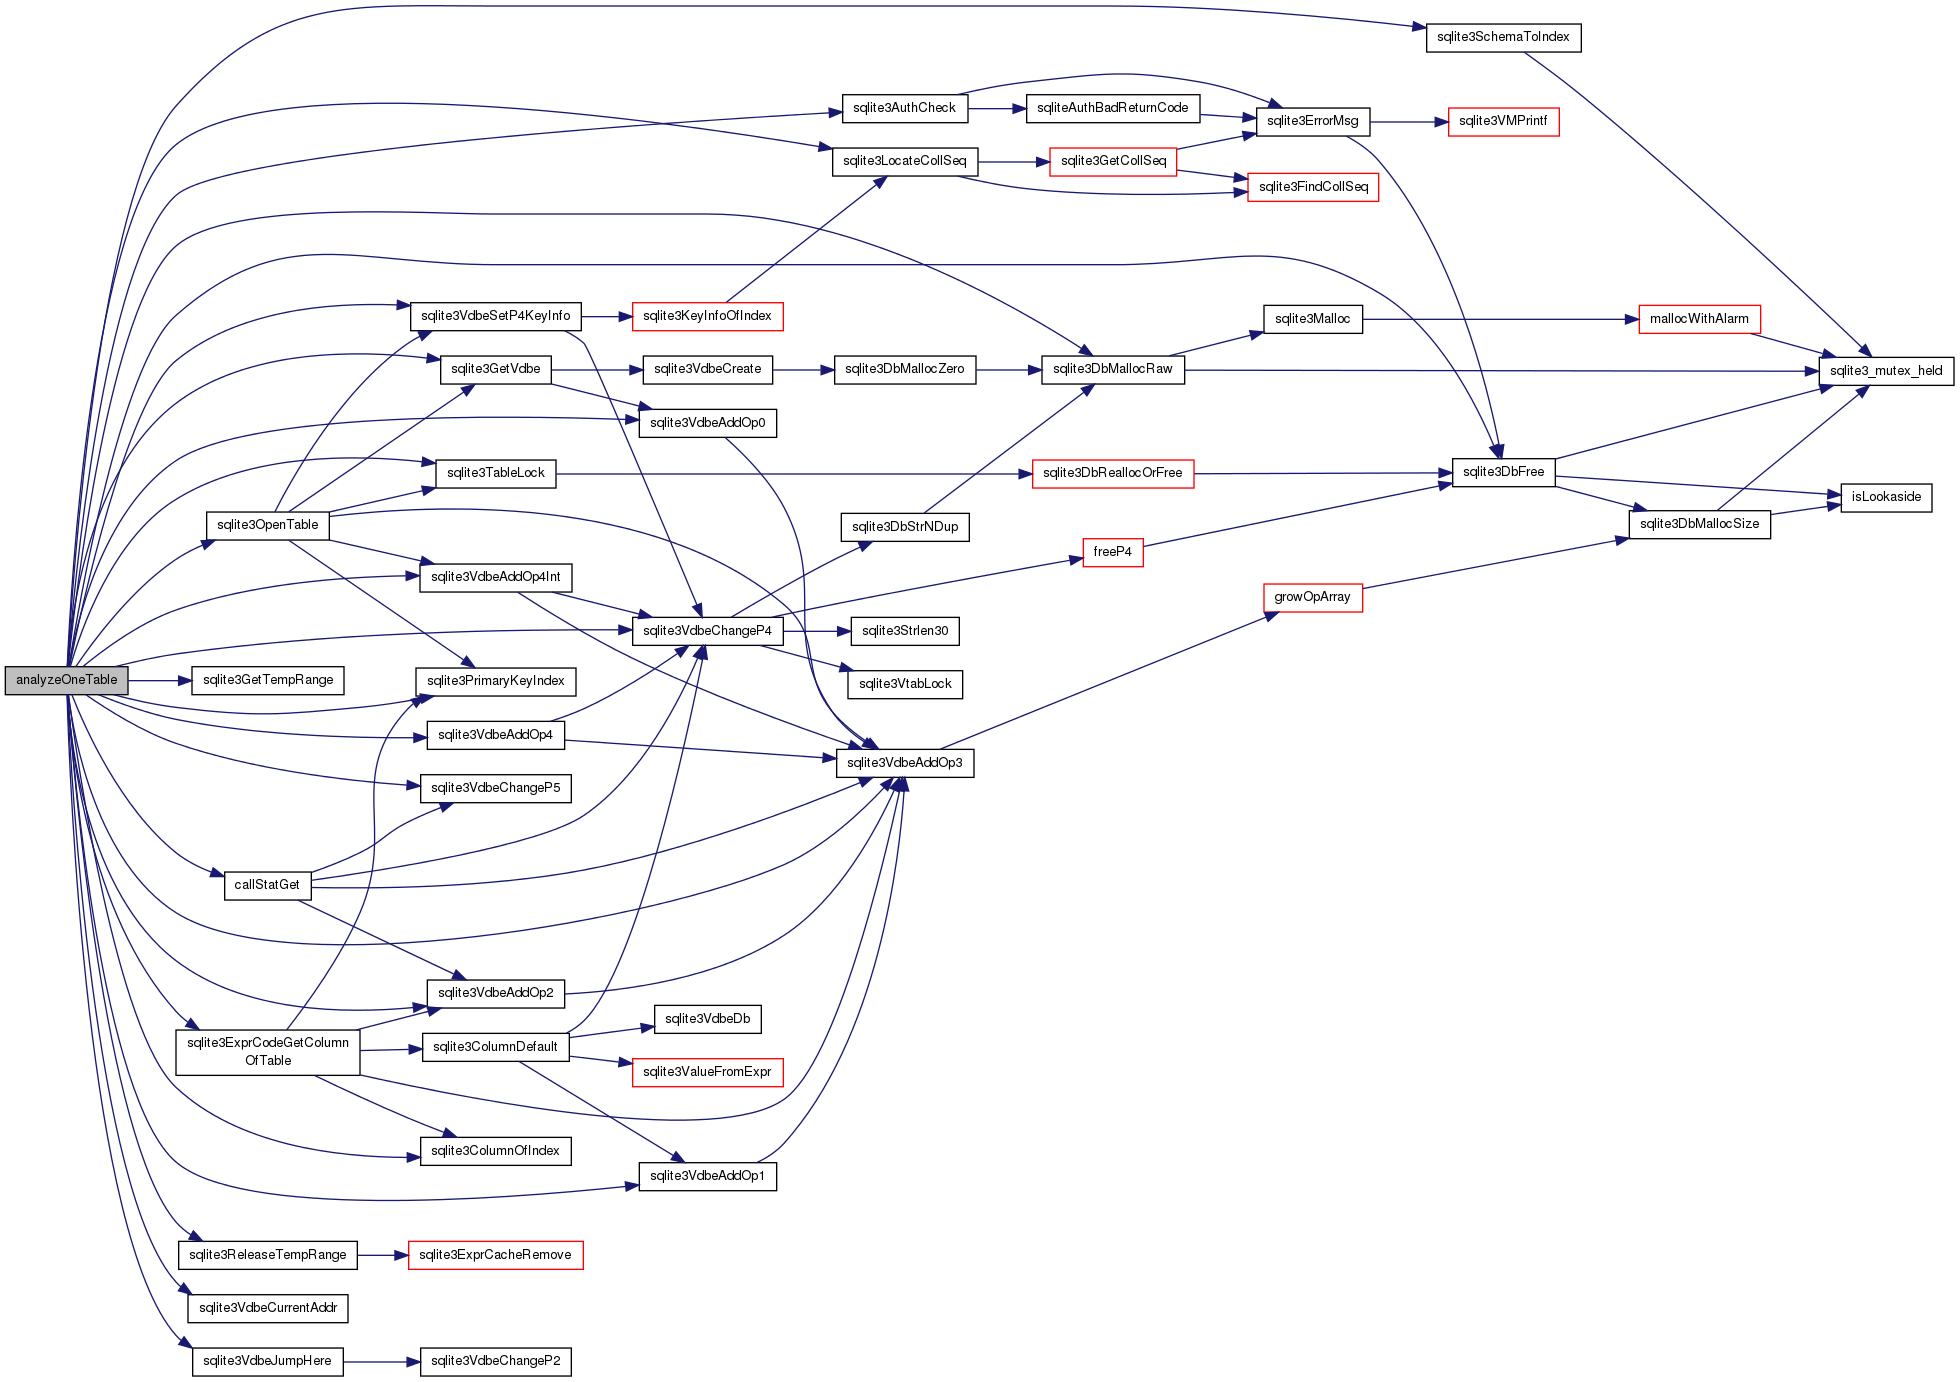 sqlite3SchemaToIndex
sqlite3AuthCheck
sqliteAuthBadReturnCode
sqlite3ErrorMsg
sqlite3VMPrintf
sqlite3LocateCollSeq
sqlite3GetCollSeq
sqlite3FindCollSeq
sqlite3VdbeSetP4KeyInfo
sqlite3KeyInfoOfIndex
sqlite3Malloc
mallocWithAlarm
sqlite3GetVdbe
sqlite3VdbeCreate
sqlite3DbMallocZero
sqlite3DbMallocRaw
sqlite3_mutex_held
sqlite3VdbeAddOp0
sqlite3TableLock
sqlite3DbReallocOrFree
sqlite3DbFree
isLookaside
sqlite3OpenTable
sqlite3DbStrNDup
sqlite3DbMallocSize
freeP4
sqlite3VdbeAddOp4Int
growOpArray
sqlite3VdbeChangeP4
sqlite3Strlen30
analyzeOneTable
sqlite3GetTempRange
sqlite3PrimaryKeyIndex
sqlite3VtabLock
sqlite3VdbeAddOp4
sqlite3VdbeAddOp3
sqlite3VdbeChangeP5
callStatGet
sqlite3VdbeAddOp2
sqlite3VdbeDb
sqlite3ExprCodeGetColumn
OfTable
sqlite3ColumnDefault
sqlite3ValueFromExpr
sqlite3ColumnOfIndex
sqlite3VdbeAddOp1
sqlite3ReleaseTempRange
sqlite3ExprCacheRemove
sqlite3VdbeCurrentAddr
sqlite3VdbeJumpHere
sqlite3VdbeChangeP2